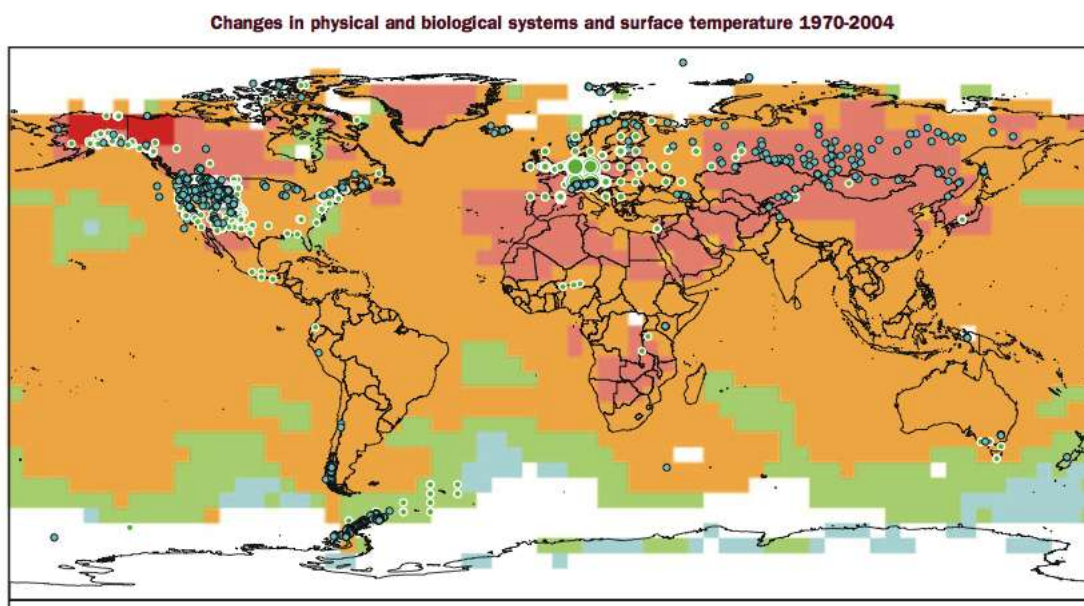 Changes in physical and biological systems and surface temperature 1970-2004